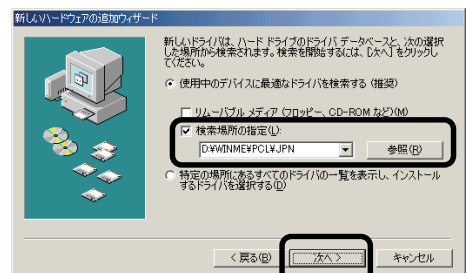 新しいハードウェアの追加ウィザード
新しいドライバは、ハード ドライブのドライバ データベースと、次の選択
した場所から検索されます。検索を開始するには、[次へ] をクリックし
てください。
使用中のデバイスに最適なドライバを検索する (推奨)
リムーバブル メディア (フロッピー、CD-ROM など)(M)
検索場所の指定(L):
D:¥WINME¥PCL¥JPN
参照(R)
特定の場所にあるすべてのドライバの一覧を表示し、インストール
するドライバを選択する(D)
< 戻る(B)
次へ >
キャンセル